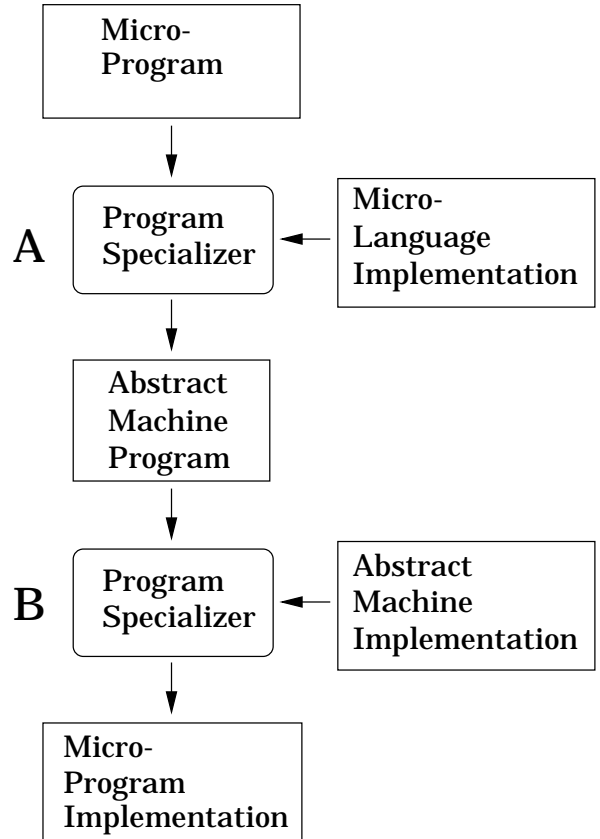 Micro-
Program
A
Program
Specializer
Micro-
Language
Implementation
Abstract
Machine
Program
B
Program
Specializer
Abstract
Machine
Implementation
Micro-
Program
Implementation